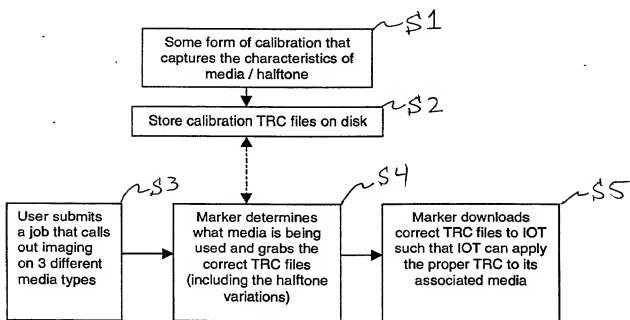 S1
Some form of calibration that
captures the characteristics of
media / halftone
S2
Store calibration TRC files on disk
S3
User submits
a job that calls
out imaging
on 3 different
media types
S4
Marker determines
what media is being
used and grabs the
correct TRC files
(including the halftone
variations)
S5
Marker downloads
correct TRC files to IOT
such that IOT can apply
the proper TRC to its
associated media